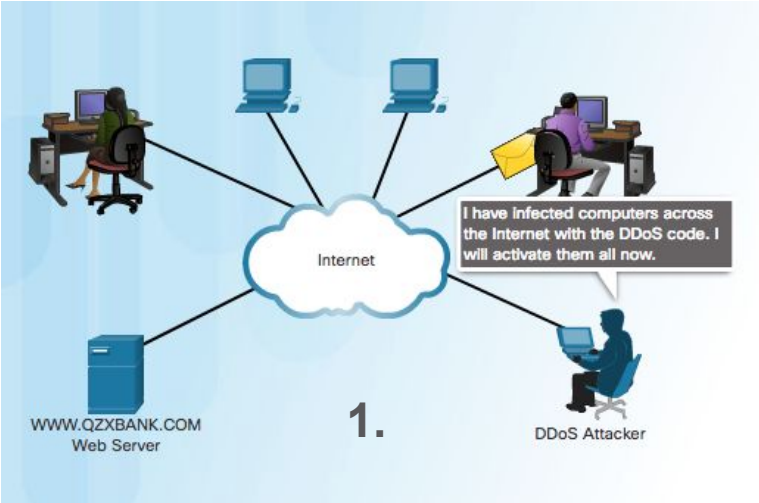 I have infected computers across
the Internet with the DDoS code. I
will activate them all now.
Internet
WWW.QZXBANK.COM
Web Server
1.
DDoS Attacker